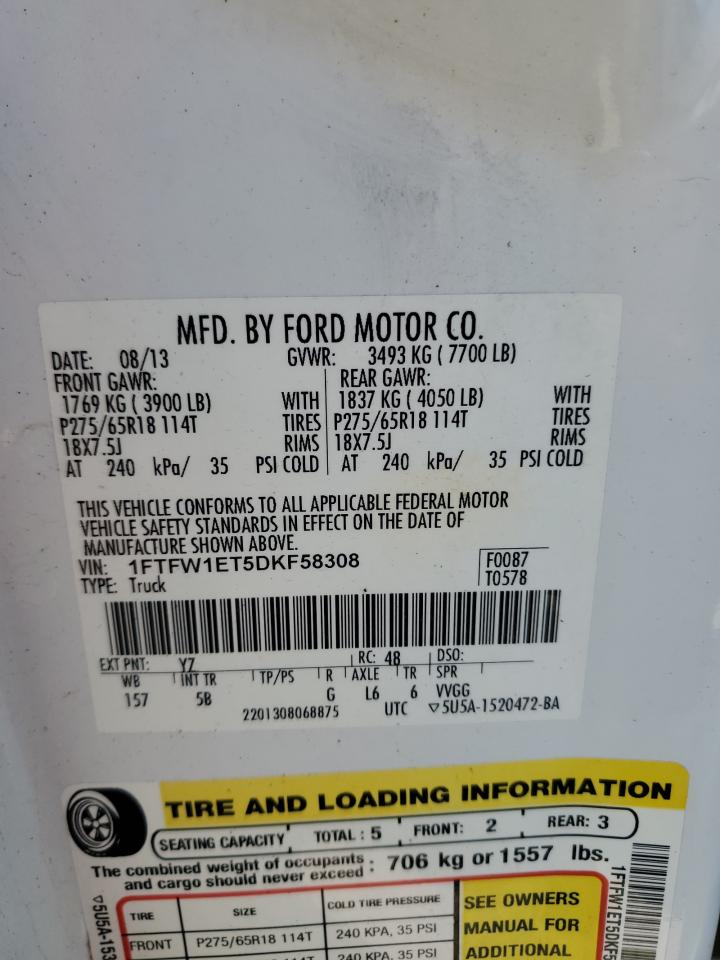 MFD. BY FORD MOTOR CO.
DATE: 08/13 GVWR: 3493 KG ( 7700 LB)
FRONT GAWR: REAR GAWR:
1769 KG ( 3900 LB) WITH 1837 KG ( 4050 LB) WITH
P275/65R18 114T TIRES P275/65R18 114T TIRES
18X7.5J RIMS 18X7.5J RIMS
AT 240 kPa/ 35 PSI COLD AT 240 kPa/ 35 PSI COLD
THIS VEHICLE CONFORMS TO ALL APPLICABLE FEDERAL MOTOR
VEHICLE SAFETY STANDARDS IN EFFECT ON THE DATE OF
MANUFACTURE SHOWN ABOVE.
VIN: 1FTFW1ET5DKF58308 F0087
TYPE: Truck T0578
EXT PNT: YZ RC: 48 DSO:
WB INT TR TP/PS R AXLE TR SPR
157 5B G L6 6 VVGG
2201308068875 UTC ▽5U5A-1520472-BA
TIRE AND LOADING INFORMATION
SEATING CAPACITY TOTAL : 5 FRONT: 2 REAR: 3
The combined weight of occupants : 706 kg or 1557 lbs.
and cargo should never exceed
TIRE SIZE COLD TIRE PRESSURE SEE OWNERS
FRONT P275/65R18 114T 240 KPA, 35 PSI MANUAL FOR
240 KPA, 35 PSI ADDITIONAL
▽5U5A-153
1FTFW1ET5DKF5